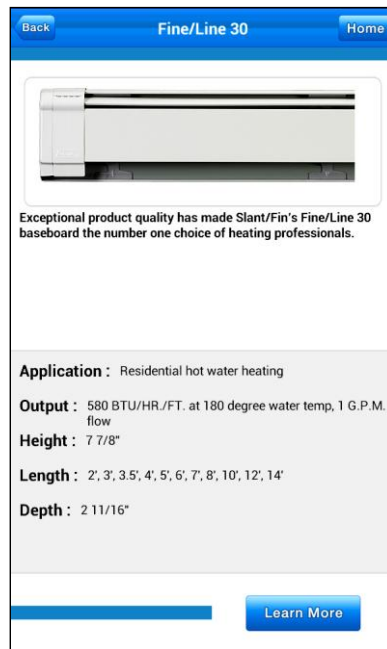 Back Fine/Line 30 Home
Exceptional product quality has made Slant/Fin's Fine/Line 30
baseboard the number one choice of heating professionals.
Application : Residential hot water heating
Output : 580 BTU/HR./FT. at 180 degree water temp, 1 G.P.M.
flow
Height : 7 7/8"
Length : 2', 3', 3.5', 4', 5', 6', 7', 8', 10', 12', 14'
Depth : 2 11/16"
Learn More